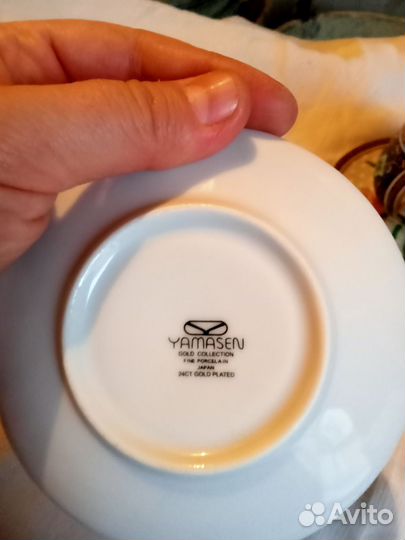 YAMASEN
GOLD COLLECTION
FINE PORCELAIN
JAPAN
24CT GOLD PLATED
Avito